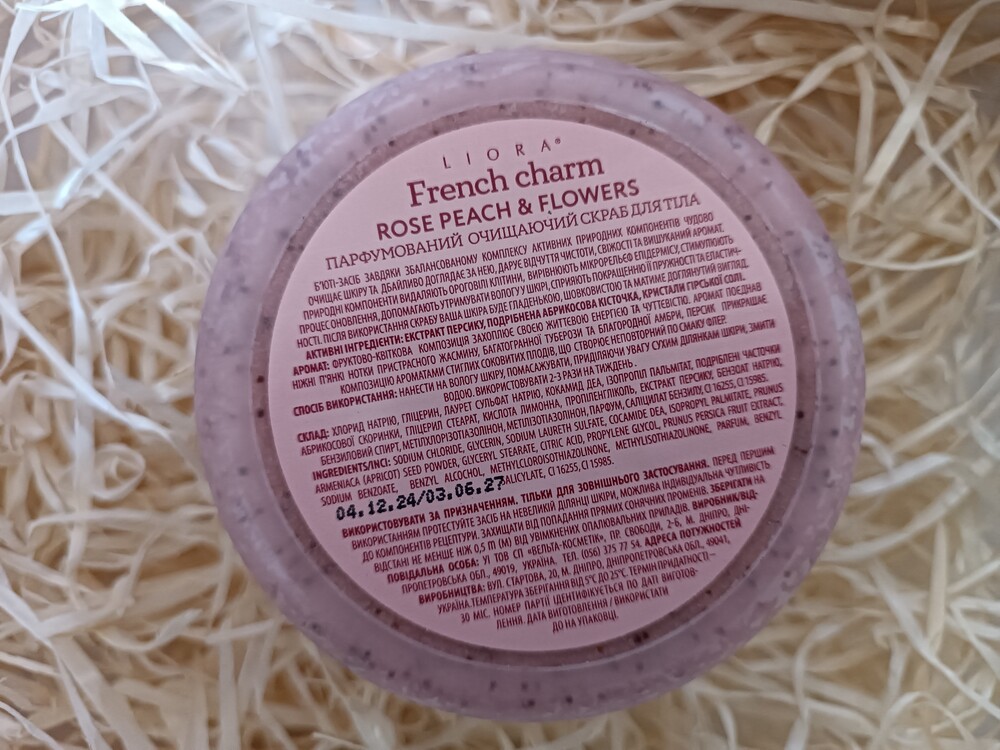 LIORA®
French charm
ROSE PEACH & FLOWERS
ПАРФУМОВАНИЙ ОЧИЩАЮЧИЙ СКРАБ ДЛЯ ТІЛА
Б'ЮТІ-ЗАСІБ ЗАВДЯКИ ЗБАЛАНСОВАНОМУ КОМПЛЕКСУ АКТИВНИХ ПРИРОДНИХ КОМПОНЕНТІВ ЧУДОВО
ОЧИЩАЄ ШКІРУ ТА ДБАЙЛИВО ДОГЛЯДАЄ ЗА НЕЮ, ДАРУЄ ВІДЧУТТЯ ЧИСТОТИ, СВІЖОСТІ ТА ВИШУКАНИЙ АРОМАТ.
ПРИРОДНІ КОМПОНЕНТИ ВИДАЛЯЮТЬ ОРОГОВІЛІ КЛІТИНИ, ВИРІВНЮЮТЬ МІКРОРЕЛЬЄФ ЕПІДЕРМІСУ, СТИМУЛЮЮТЬ
ПРОЦЕС ОНОВЛЕННЯ, ДОПОМАГАЮТЬ УТРИМУВАТИ ВОЛОГУ У ШКІРІ, СПРИЯЮТЬ ПОКРАЩЕННЮ ЇЇ ПРУЖНОСТІ ТА ЕЛАСТИЧ-
НОСТІ. ПІСЛЯ ВИКОРИСТАННЯ СКРАБУ ВАША ШКІРА БУДЕ ГЛАДЕНЬКОЮ, ШОВКОВИСТОЮ ТА МАТИМЕ ДОГЛЯНУТИЙ ВИГЛЯД.
АКТИВНІ ІНГРЕДІЄНТИ: ЕКСТРАКТ ПЕРСИКУ, ПОДРІБНЕНА АБРИКОСОВА КІСТОЧКА, КРИСТАЛИ ГІРСЬКОЇ СОЛІ.
АРОМАТ: ФРУКТОВО-КВІТКОВА КОМПОЗИЦІЯ ЗАХОПЛЮЄ СВОЄЮ ЖИТТЄВОЮ ЕНЕРГІЄЮ ТА ЧУТТЄВІСТЮ. АРОМАТ ПОЄДНАВ
НІЖНІ П'ЯНКІ НОТКИ ПРИСТРАСНОГО ЖАСМИНУ, БАГАТОГРАННОЇ ТУБЕРОЗИ ТА БЛАГОРОДНОЇ АМБРИ, ПЕРСИК ПРИКРАШАЄ
КОМПОЗИЦІЮ АРОМАТАМИ СТИГЛИХ СОКОВИТИХ ПЛОДІВ, ЩО СТВОРЮЄ НЕПОВТОРНИЙ ПО СМАКУ ФЛЕР.
СПОСІБ ВИКОРИСТАННЯ: НАНЕСТИ НА ВОЛОГУ ШКІРУ, ПОМАСАЖУВАТИ, ПРИДІЛЯЮЧИ УВАГУ СУХИМ ДІЛЯНКАМ ШКІРИ, ЗМИТИ
ВОДОЮ. ВИКОРИСТОВУВАТИ 2-3 РАЗИ НА ТИЖДЕНЬ.
СКЛАД: ХЛОРИД НАТРІЮ, ГЛІЦЕРИН, ЛАУРЕТ СУЛЬФАТ НАТРІЮ, КОКАМИД ДЕА, ІЗОПРОПІЛ ПАЛЬМІТАТ, ПОДРІБЛЕНІ ЧАСТОЧКИ
АБРИКОСОВОЇ СКОРИНКИ, ГЛІЦЕРИЛ СТЕАРАТ, КИСЛОТА ЛИМОННА, ПРОПІЛЕНГЛІКОЛЬ, ЕКСТРАКТ ПЕРСИКУ, БЕНЗОАТ НАТРІЮ,
БЕНЗИЛОВИЙ СПИРТ, МЕТИЛХЛОРІЗОТІАЗОЛІНОН, МЕТИЛІЗОТІАЗОЛІНОН, ПАРФУМ, САЛІЦИЛАТ БЕНЗИЛУ, CI 16255, CI 15985.
INGREDIENTS/INCI: SODIUM CHLORIDE, GLYCERIN, SODIUM LAURETH SULFATE, COCAMIDE DEA, ISOPROPYL PALMITATE, PRUNUS
ARMENIACA (APRICOT) SEED POWDER, GLYCERYL STEARATE, CITRIC ACID, PROPYLENE GLYCOL, PRUNUS PERSICA FRUIT EXTRACT,
SODIUM BENZOATE, BENZYL ALCOHOL, METHYLCLOROISOTHIAZOLINONE, METHYLISOTHIAZOLINONE, PARFUM, BENZYL
ALICYLATE, CI 16255, CI 15985.
04.12.24/03.06.27
ВИКОРИСТОВУВАТИ ЗА ПРИЗНАЧЕННЯМ. ТІЛЬКИ ДЛЯ ЗОВНІШНЬОГО ЗАСТОСУВАННЯ. ПЕРЕД ПЕРШИМ
ВИКОРИСТАННЯМ ПРОТЕСТУЙТЕ ЗАСІБ НА НЕВЕЛИКІЙ ДІЛЯНЦІ ШКІРИ, МОЖЛИВА ІНДИВІДУАЛЬНА ЧУТЛИВІСТЬ
ДО КОМПОНЕНТІВ РЕЦЕПТУРИ. ЗАХИЩАТИ ВІД ПОПАДАННЯ ПРЯМИХ СОНЯЧНИХ ПРОМЕНІВ. ЗБЕРІГАТИ НА
ВІДСТАНІ НЕ МЕНШЕ НІЖ 0,5 m (М) ВІД УВІМКНЕНИХ ОПАЛЮВАЛЬНИХ ПРИЛАДІВ. ВИРОБНИК/ВІД-
ПОВІДАЛЬНА ОСОБА: УІ ТОВ СП «ВЕЛЬТА-КОСМЕТІК», ПР. СВОБОДИ, 2-Б, М. ДНІПРО, ДНІ-
ПРОПЕТРОВСЬКА ОБЛ., 49019, УКРАЇНА. ТЕЛ. (056) 375 77 54. АДРЕСА ПОТУЖНОСТЕЙ
ВИРОБНИЦТВА: ВУЛ. СТАРТОВА, 20, М. ДНІПРО, ДНІПРОПЕТРОВСЬКА ОБЛ., 49041,
УКРАЇНА. ТЕМПЕРАТУРА ЗБЕРІГАННЯ ВІД 5°С ДО 25°С. ТЕРМІН ПРИДАТНОСТІ –
30 МІС. НОМЕР ПАРТІЇ ІДЕНТИФІКУЄТЬСЯ ПО ДАТІ ВИГОТОВ-
ЛЕННЯ. ДАТА ВИГОТОВЛЕННЯ / ВИКОРИСТАТИ
ДО НА УПАКОВЦІ.